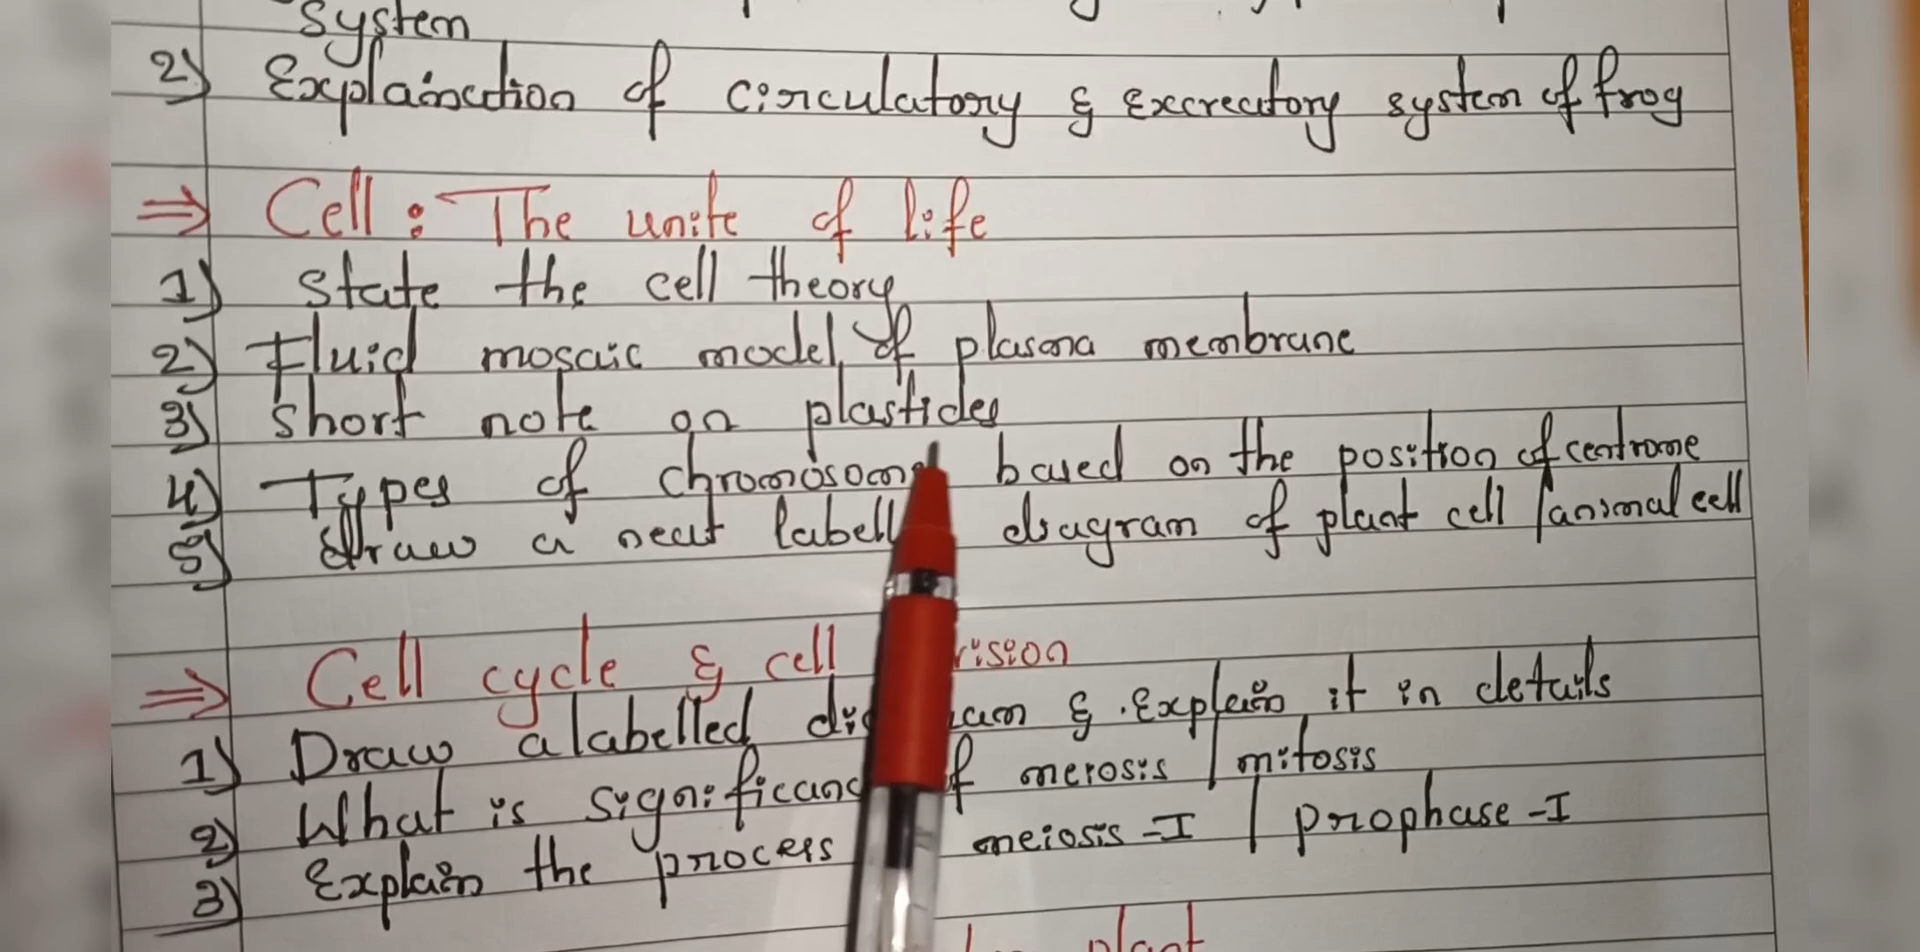 System
2) Explaination of circulatory & Excreatory system of frog
⇒ Cell : The unite of life
1) State the cell theory
2) Fluid mosaic model of plasma membrane
3) Short note on plastides
4) Types of chromosome based on the position of centrome
5) Draw a neat labell diagram of plant cell / animal cell
⇒ Cell cycle & cell
1) Draw a labelled & Explain it in details
2) What is of meiosis / mitosis
3) Explain the process meiosis - I / prophase - I
plant